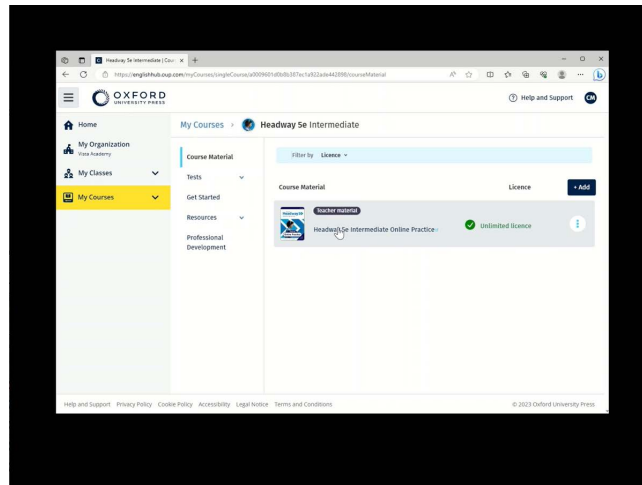 Headway 5e Intermediate | Cou
https://englishhub.oup.com/myCourses/singleCourse/a0009601d0b8b387ec1a922ade442898/courseMaterial
OXFORD
UNIVERSITY PRESS
Help and Support
CM
Home
My Organization
Vista Academy
My Classes
My Courses
My Courses > Headway 5e Intermediate
Course Material
Tests
Get Started
Resources
Professional
Development
Filter by Licence
Course Material Licence + Add
Teacher material
Headway 5e Intermediate Online Practice
Unlimited licence
Help and Support Privacy Policy Cookie Policy Accessibility Legal Notice Terms and Conditions © 2023 Oxford University Press